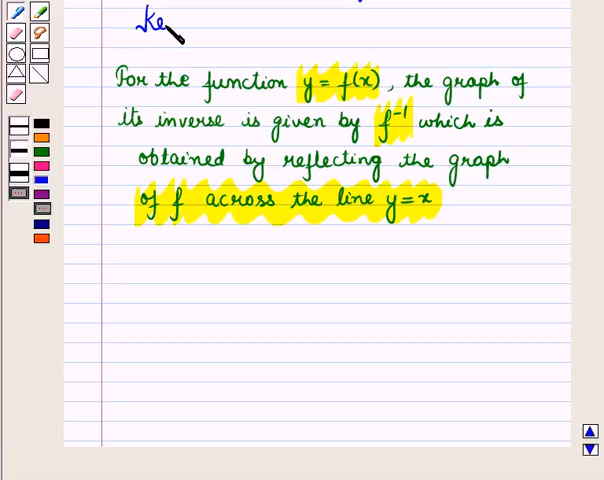 Ke
For the function y = f(x), the graph of
its inverse is given by f⁻¹ which is
obtained by reflecting the graph
of f across the line y = x